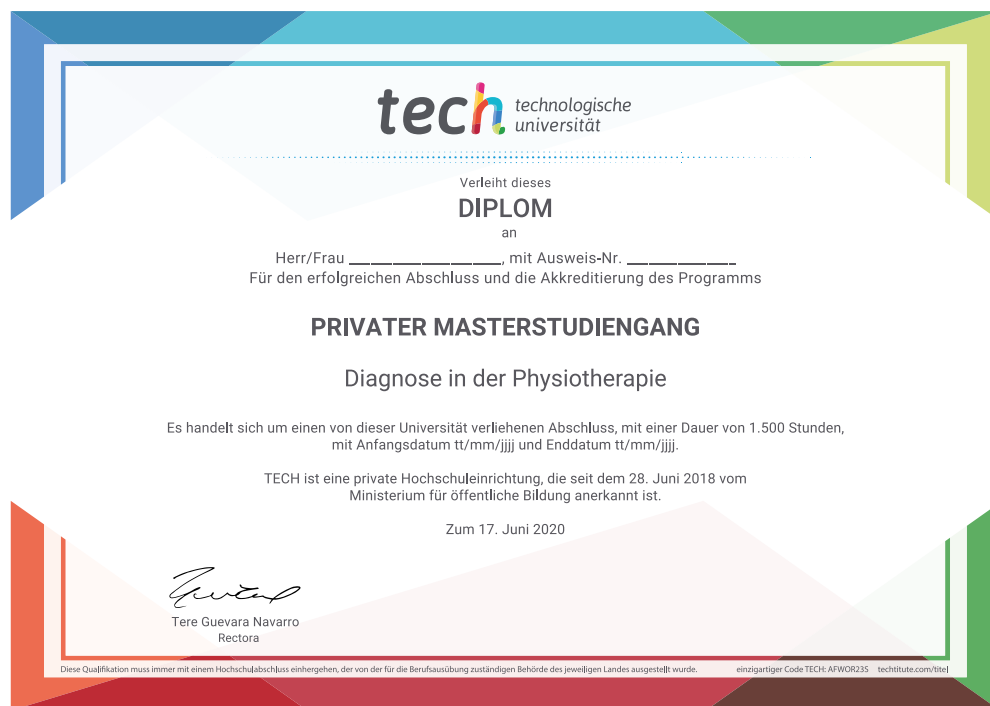 tech technologische
universität
Verleiht dieses
DIPLOM
an
Herr/Frau ____________________, mit Ausweis-Nr. ______________
Für den erfolgreichen Abschluss und die Akkreditierung des Programms
PRIVATER MASTERSTUDIENGANG
Diagnose in der Physiotherapie
Es handelt sich um einen von dieser Universität verliehenen Abschluss, mit einer Dauer von 1.500 Stunden,
mit Anfangsdatum tt/mm/jjjj und Enddatum tt/mm/jjjj.
TECH ist eine private Hochschuleinrichtung, die seit dem 28. Juni 2018 vom
Ministerium für öffentliche Bildung anerkannt ist.
Zum 17. Juni 2020
Tere Guevara Navarro
Rectora
Diese Qualifikation muss immer mit einem Hochschulabschluss einhergehen, der von der für die Berufsausübung zuständigen Behörde des jeweiligen Landes ausgestellt wurde. einzigartiger Code TECH: AFWOR23S techtitute.com/titel